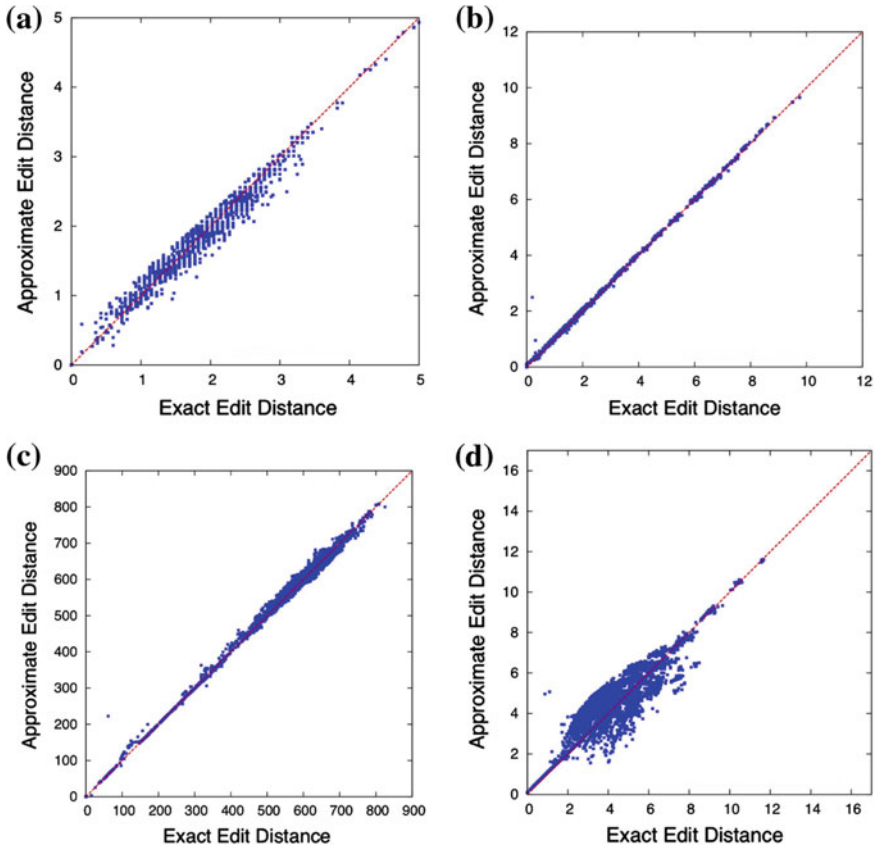 (a)
5
4
3
2
1
0
Approximate Edit Distance
0 1 2 3 4 5
Exact Edit Distance
(b)
12
10
8
6
4
2
0
Approximate Edit Distance
0 2 4 6 8 10 12
Exact Edit Distance
(c)
900
800
700
600
500
400
300
200
100
0
Approximate Edit Distance
0 100 200 300 400 500 600 700 800 900
Exact Edit Distance
(d)
16
14
12
10
8
6
4
2
0
Approximate Edit Distance
0 2 4 6 8 10 12 14 16
Exact Edit Distance